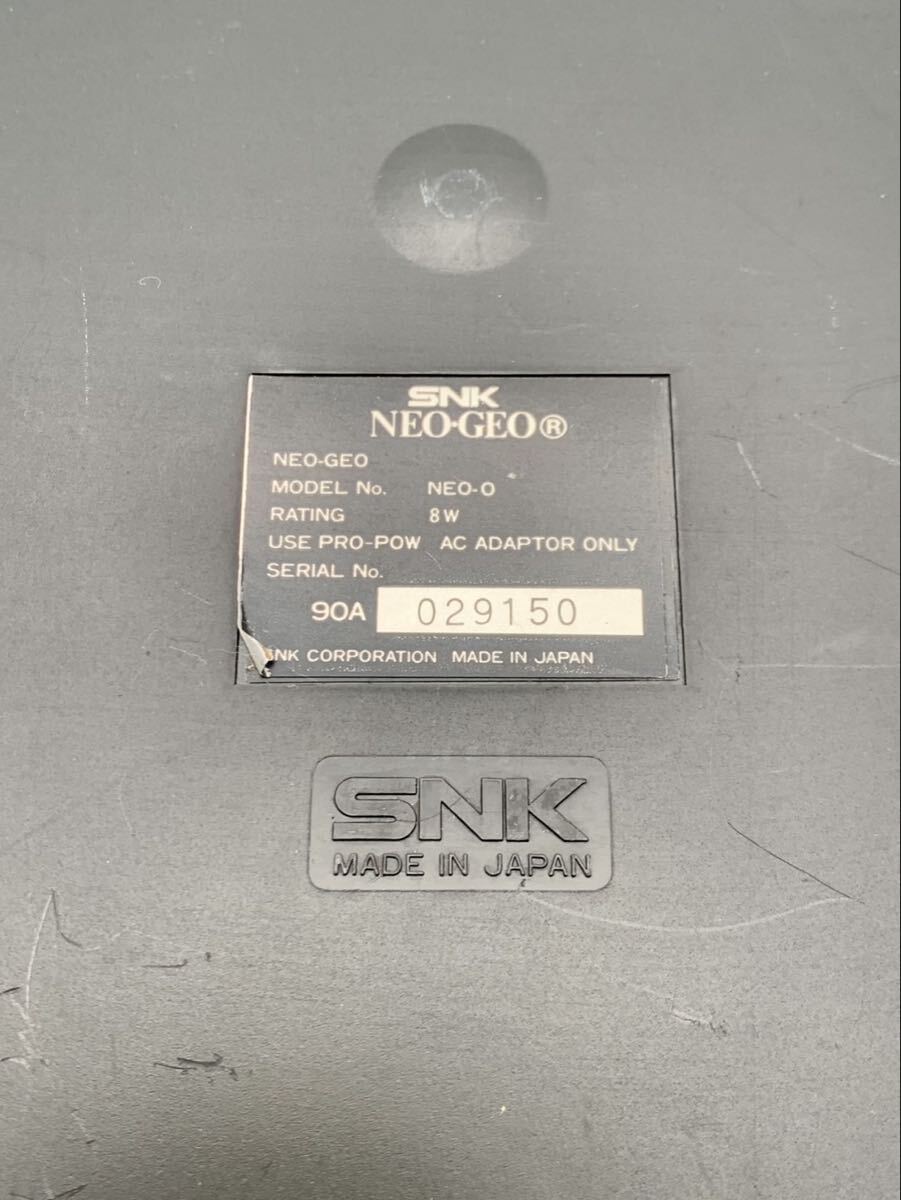 SNK
NEO·GEO®
NEO-GEO
MODEL No. NEO-0
RATING 8W
USE PRO-POW AC ADAPTOR ONLY
SERIAL No.
90A 029150
SNK CORPORATION MADE IN JAPAN
SNK
MADE IN JAPAN